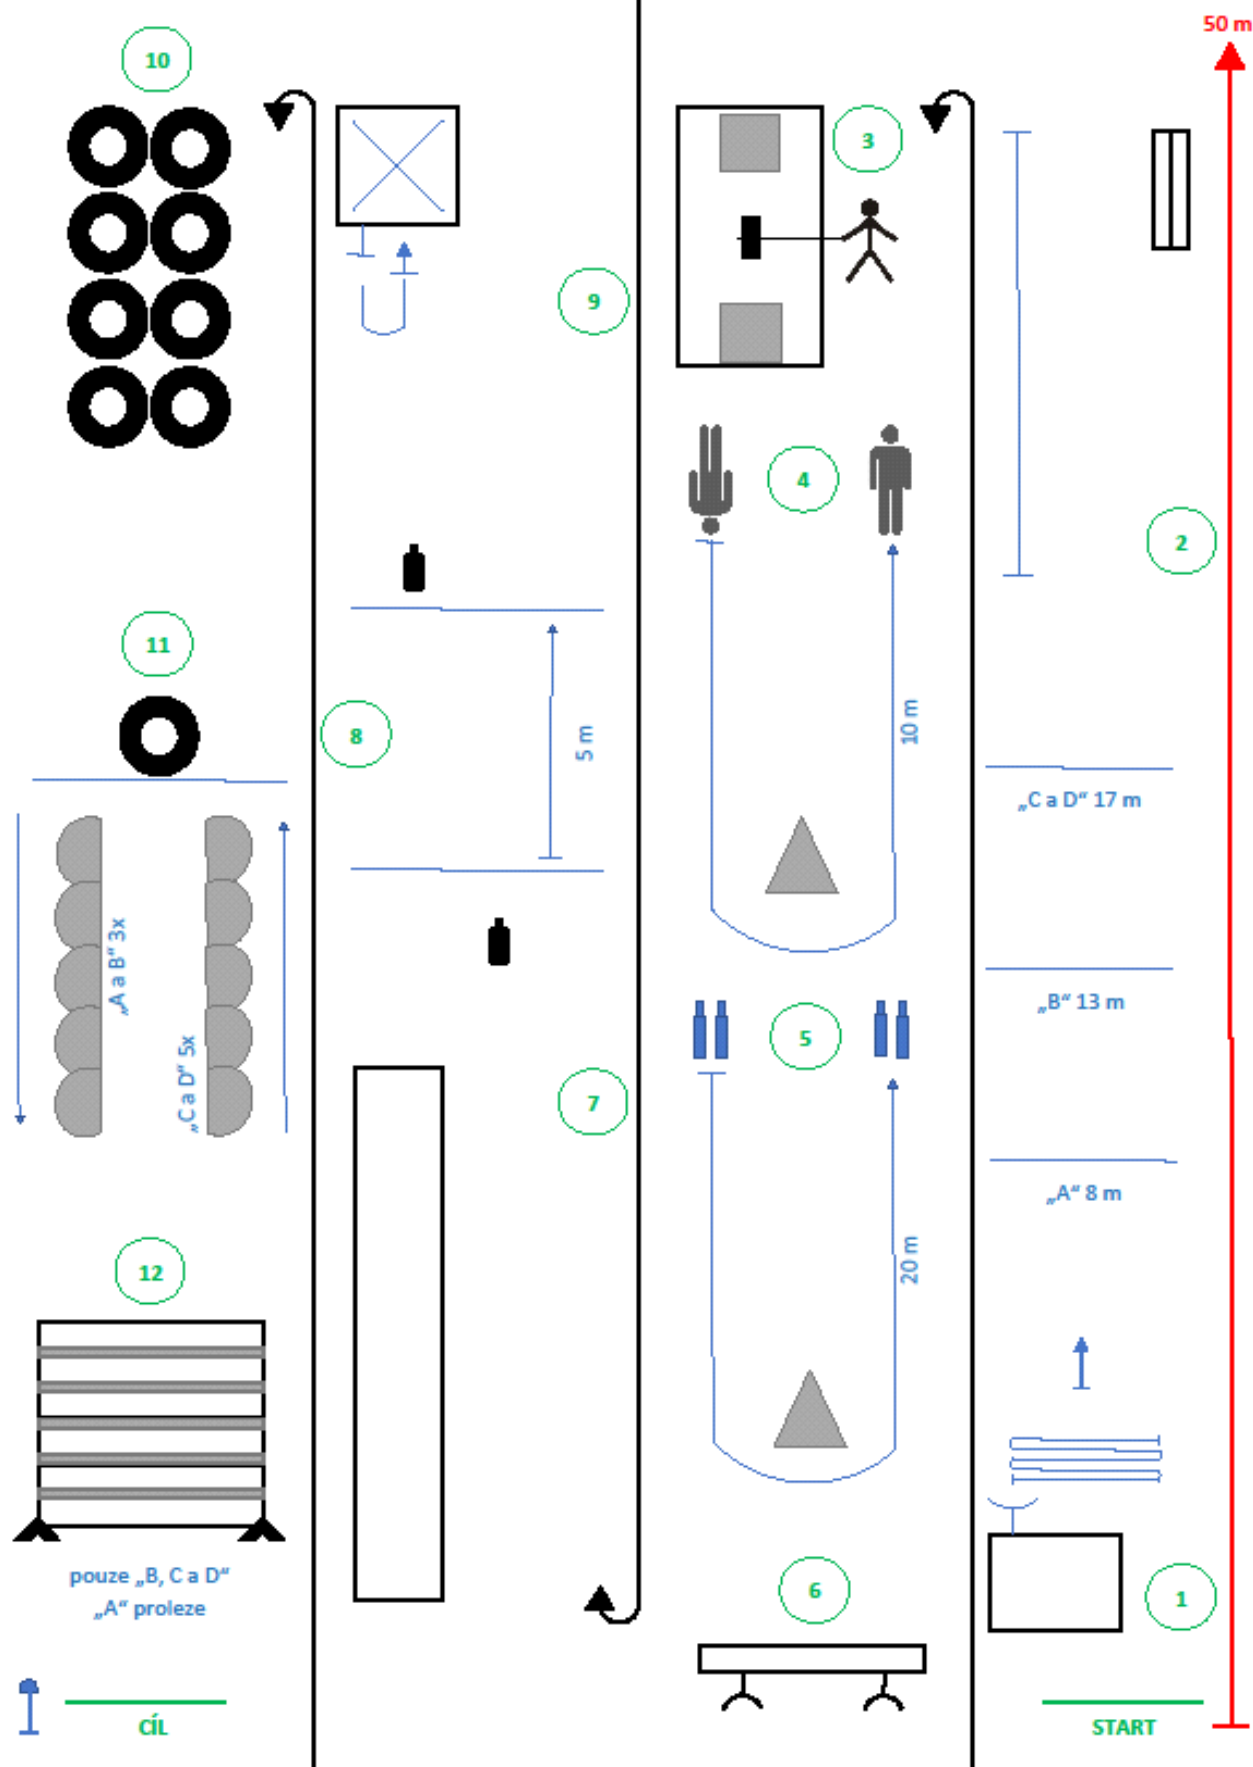 50 m
10
3
9
4
2
11
8
5 m
10 m
„C a D“ 17 m
„A a B“ 3x
„C a D“ 5x
5
„B“ 13 m
7
„A“ 8 m
20 m
12
pouze „B, C a D“
„A“ proleze
6
1
CÍL
START